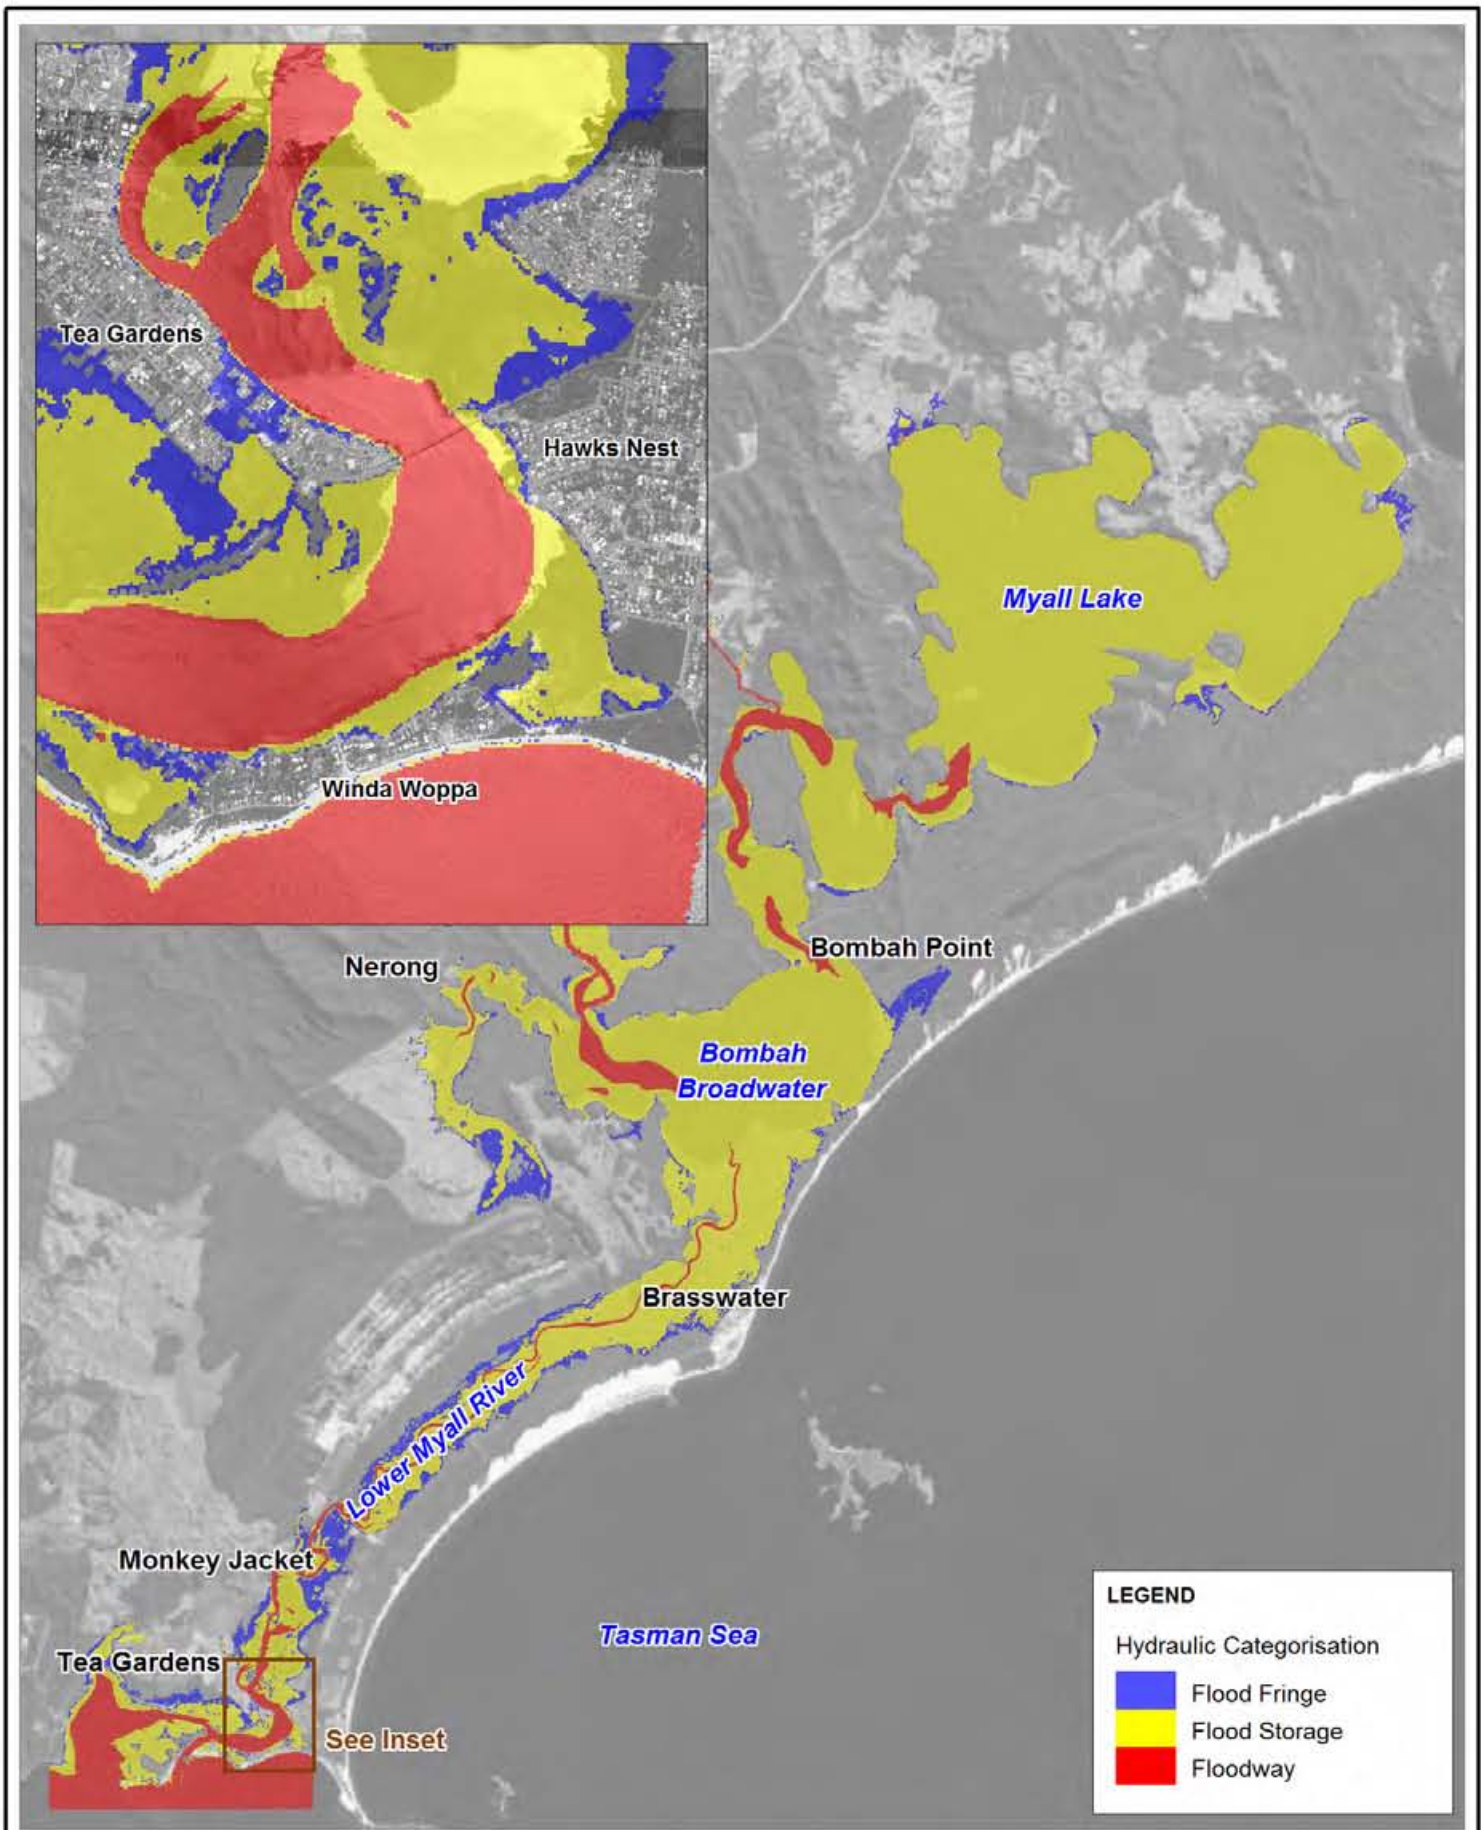 Tea Gardens
Hawks Nest
Winda Woppa
Myall Lake
Nerong
Bombah Point
Bombah
Broadwater
Brasswater
Lower Myall River
Monkey Jacket
Tea Gardens
See Inset
Tasman Sea
LEGEND
Hydraulic Categorisation
Flood Fringe
Flood Storage
Floodway